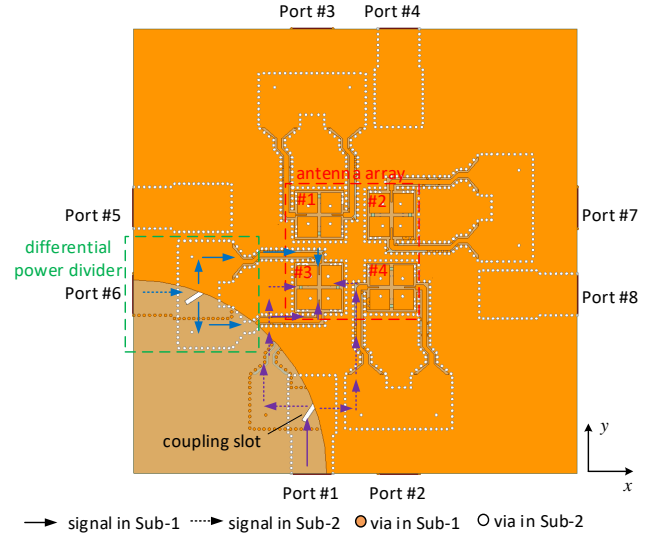 Port #3
Port #4
antenna array
#1
#2
Port #5
Port #7
differential
power divider
#3
#4
Port #6
Port #8
coupling slot
y
x
Port #1
Port #2
signal in Sub-1
signal in Sub-2
via in Sub-1
via in Sub-2